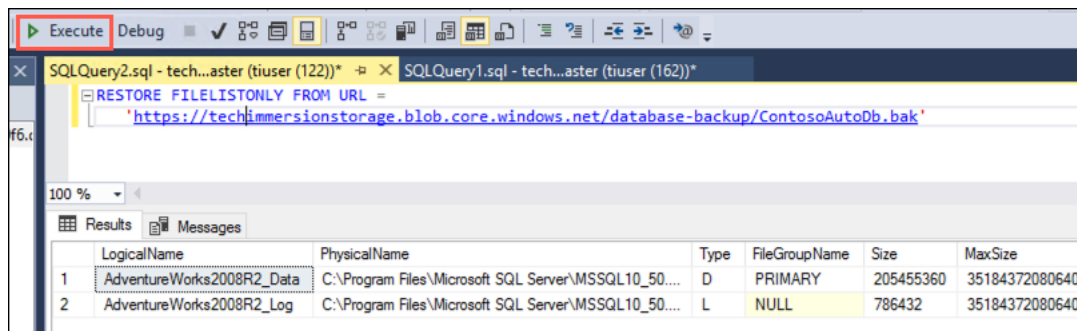 Execute Debug
SQLQuery2.sql - tech...aster (tiuser (122))* SQLQuery1.sql - tech...aster (tiuser (162))*
RESTORE FILELISTONLY FROM URL =
'https://techimmersionstorage.blob.core.windows.net/database-backup/ContosoAutoDb.bak'
100 %
Results Messages
LogicalName PhysicalName Type FileGroupName Size MaxSize
1 AdventureWorks2008R2_Data C:\Program Files\Microsoft SQL Server\MSSQL10_50.... D PRIMARY 205455360 35184372080640
2 AdventureWorks2008R2_Log C:\Program Files\Microsoft SQL Server\MSSQL10_50.... L NULL 786432 35184372080640